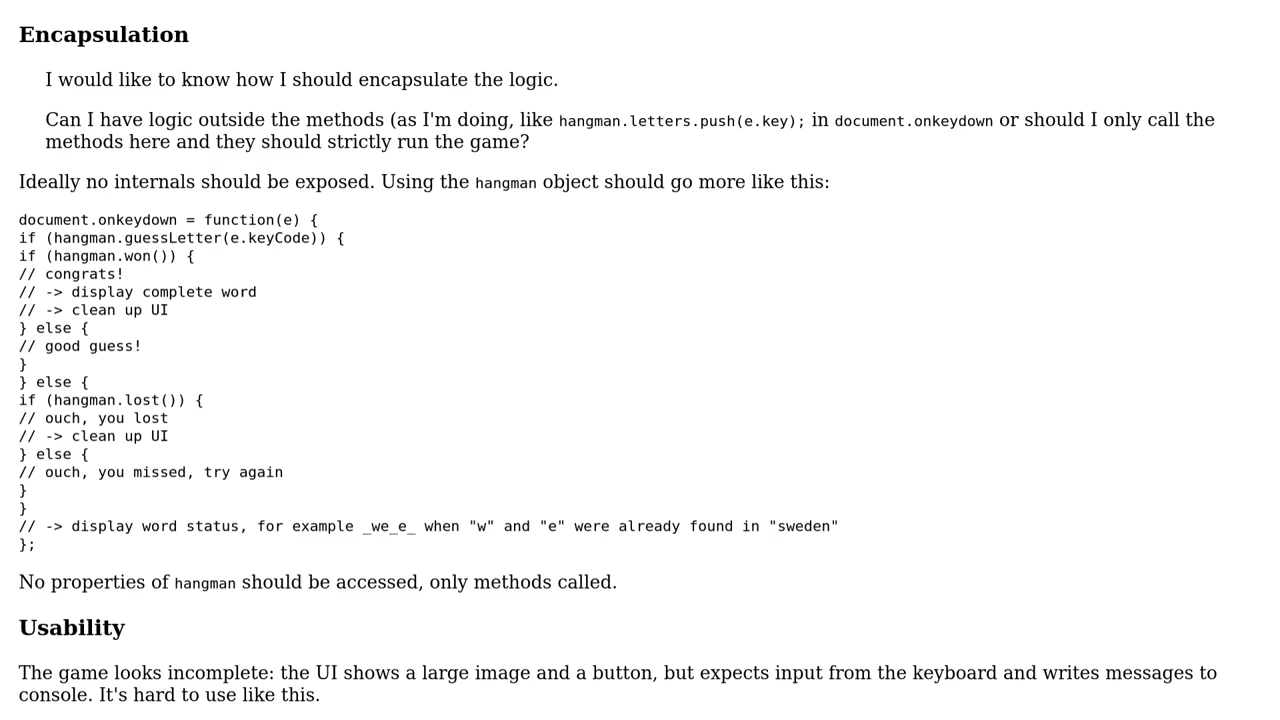 Encapsulation
I would like to know how I should encapsulate the logic.
Can I have logic outside the methods (as I'm doing, like hangman.letters.push(e.key); in document.onkeydown or should I only call the
methods here and they should strictly run the game?
Ideally no internals should be exposed. Using the hangman object should go more like this:
document.onkeydown = function(e) {
if (hangman.guessLetter(e.keyCode)) {
if (hangman.won()) {
// congrats!
// -> display complete word
// -> clean up UI
} else {
// good guess!
}
} else {
if (hangman.lost()) {
// ouch, you lost
// -> clean up UI
} else {
// ouch, you missed, try again
}
}
// -> display word status, for example _we_e_ when "w" and "e" were already found in "sweden"
};
No properties of hangman should be accessed, only methods called.
Usability
The game looks incomplete: the UI shows a large image and a button, but expects input from the keyboard and writes messages to
console. It's hard to use like this.